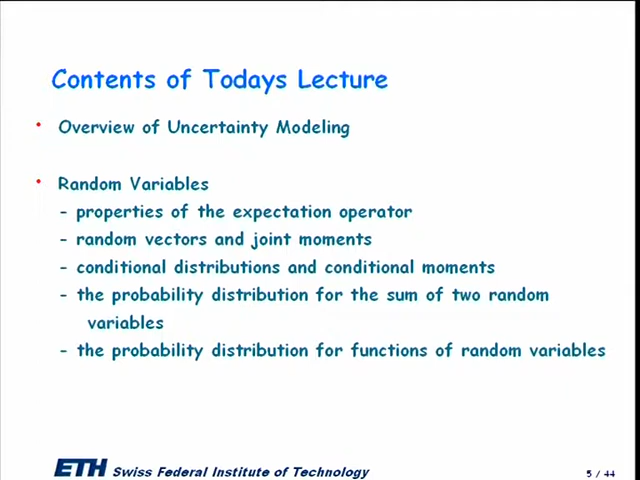 Contents of Todays Lecture
• Overview of Uncertainty Modeling
• Random Variables
- properties of the expectation operator
- random vectors and joint moments
- conditional distributions and conditional moments
- the probability distribution for the sum of two random
variables
- the probability distribution for functions of random variables
ETH Swiss Federal Institute of Technology
5 / 44